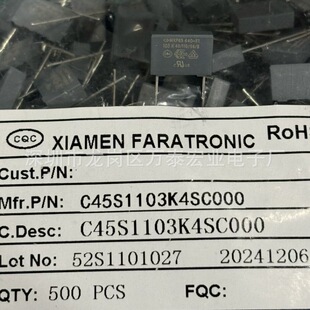 CQC
XIAMEN FARATRONIC
RoH
Cust.P/N:
Mfr.P/N: C45S1103K4SC000
C.Desc: C45S1103K4SC000
Lot No: 52S1101027 20241206
QTY: 500 PCS
FQC: